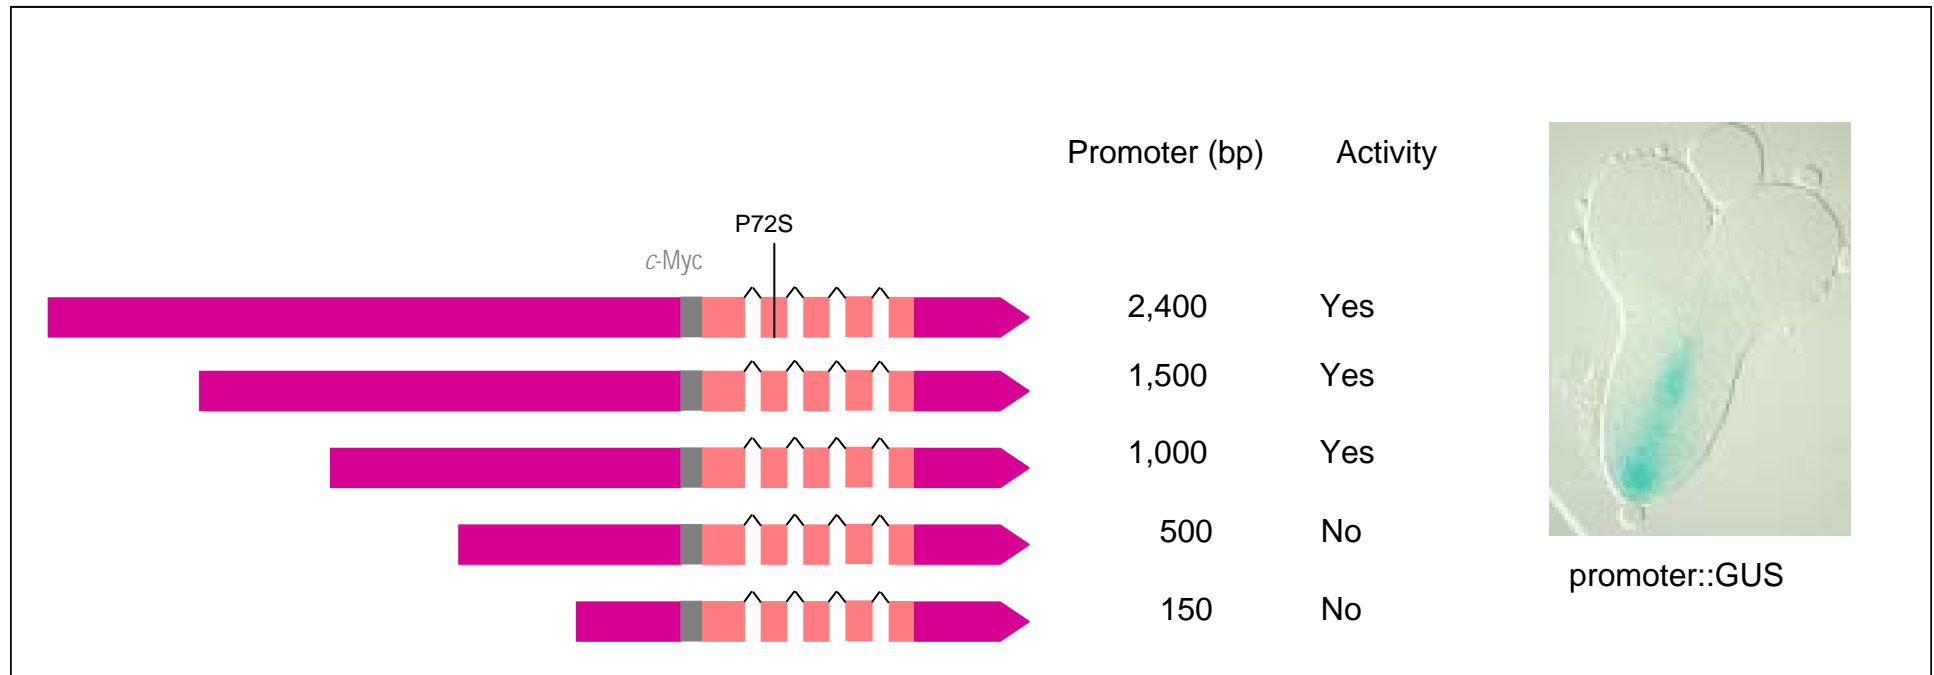 Promoter (bp) Activity
P72S
c-Myc
2,400 Yes
1,500 Yes
1,000 Yes
500 No
150 No
promoter::GUS